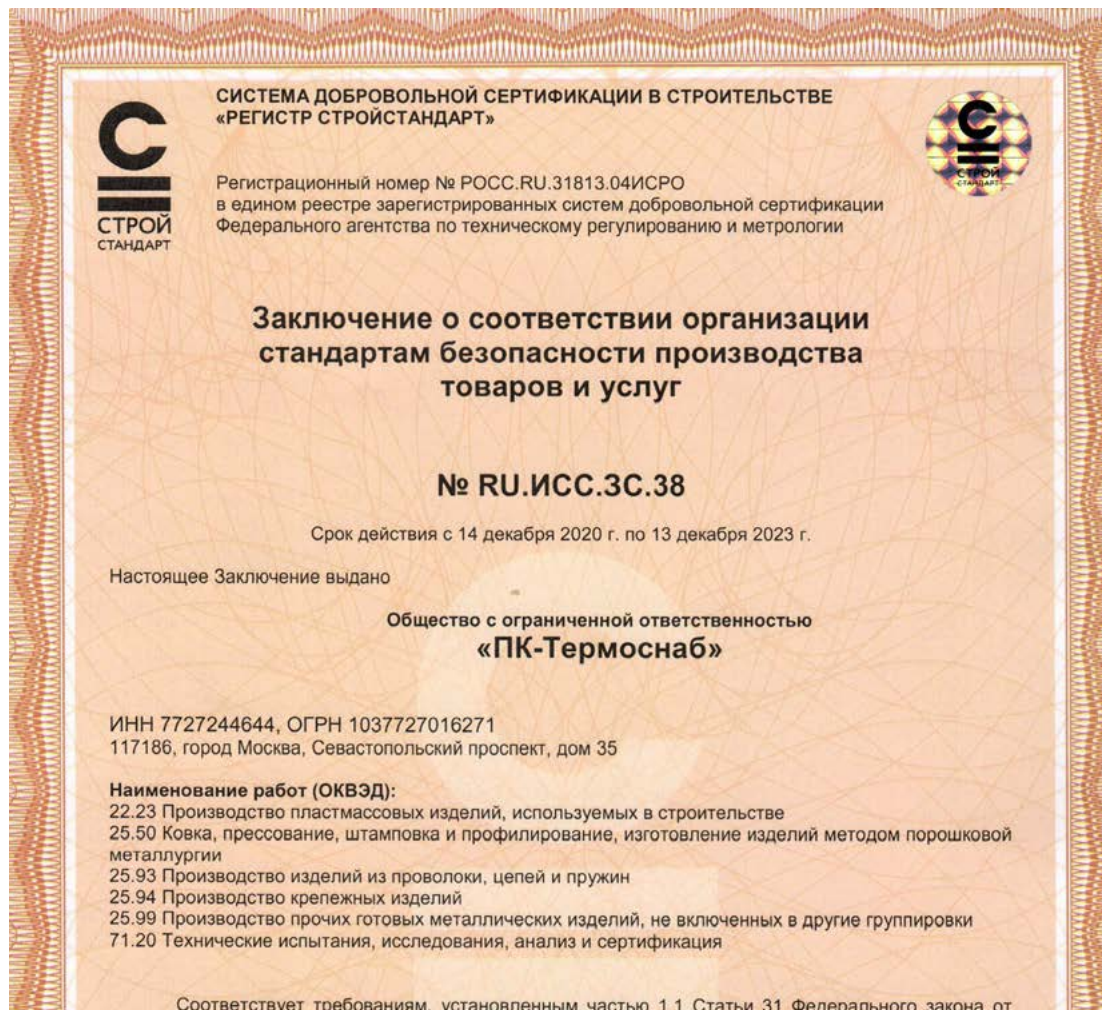 СИСТЕМА ДОБРОВОЛЬНОЙ СЕРТИФИКАЦИИ В СТРОИТЕЛЬСТВЕ
«РЕГИСТР СТРОЙСТАНДАРТ»
СТРОЙ
СТАНДАРТ
СТРОЙ
СТАНДАРТ
Регистрационный номер № РОСС.RU.31813.04ИСРО
в едином реестре зарегистрированных систем добровольной сертификации
Федерального агентства по техническому регулированию и метрологии
Заключение о соответствии организации
стандартам безопасности производства
товаров и услуг
№ RU.ИСС.ЗС.38
Срок действия с 14 декабря 2020 г. по 13 декабря 2023 г.
Настоящее Заключение выдано
Общество с ограниченной ответственностью
«ПК-Термоснаб»
ИНН 7727244644, ОГРН 1037727016271
117186, город Москва, Севастопольский проспект, дом 35
Наименование работ (ОКВЭД):
22.23 Производство пластмассовых изделий, используемых в строительстве
25.50 Ковка, прессование, штамповка и профилирование, изготовление изделий методом порошковой
металлургии
25.93 Производство изделий из проволоки, цепей и пружин
25.94 Производство крепежных изделий
25.99 Производство прочих готовых металлических изделий, не включенных в другие группировки
71.20 Технические испытания, исследования, анализ и сертификация
Соответствует требованиям, установленным частью 1.1 Статьи 31 Федерального закона от